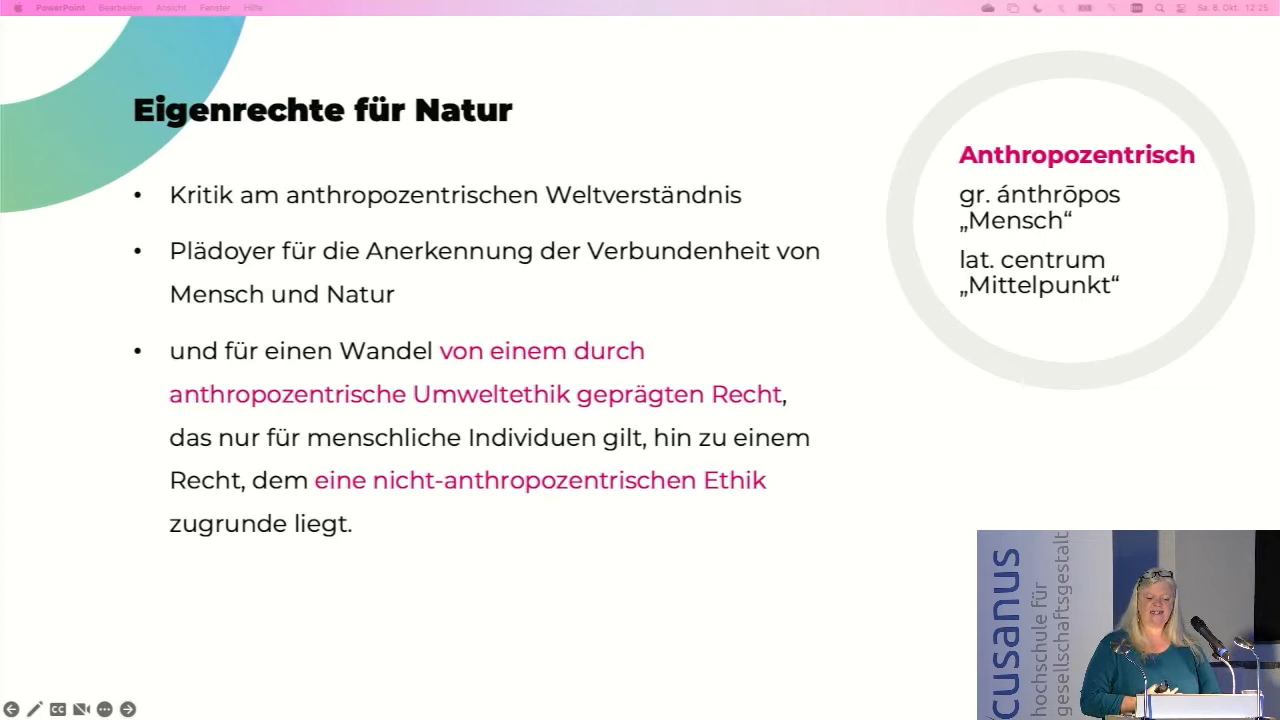 PowerPoint Bearbeiten Ansicht Fenster Hilfe
Sa. 8. Okt. 12:25
Eigenrechte für Natur
• Kritik am anthropozentrischen Weltverständnis
• Plädoyer für die Anerkennung der Verbundenheit von
Mensch und Natur
• und für einen Wandel von einem durch
anthropozentrische Umweltethik geprägten Recht,
das nur für menschliche Individuen gilt, hin zu einem
Recht, dem eine nicht-anthropozentrischen Ethik
zugrunde liegt.
Anthropozentrisch
gr. ánthrōpos
„Mensch“
lat. centrum
„Mittelpunkt“
cusanus
hochschule für
gesellschaftsgestalt
CC